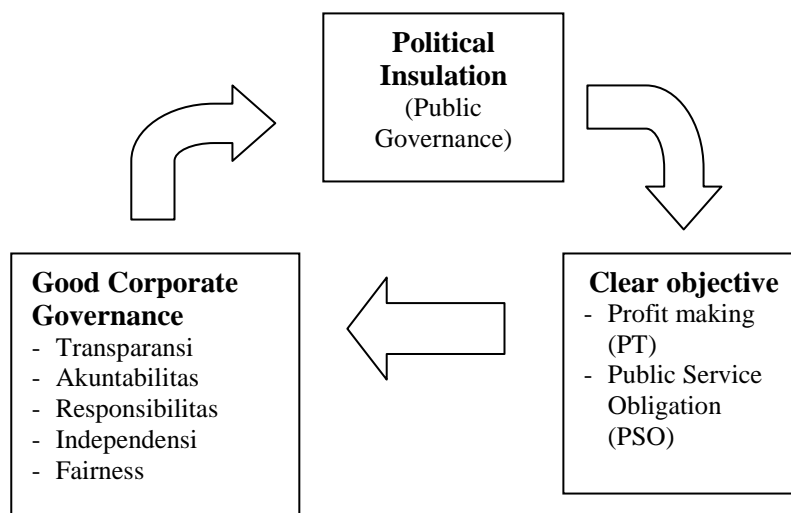 Political
Insulation
(Public
Governance)
Good Corporate
Governance
- Transparansi
- Akuntabilitas
- Responsibilitas
- Independensi
- Fairness
Clear objective
- Profit making
(PT)
- Public Service
Obligation
(PSO)